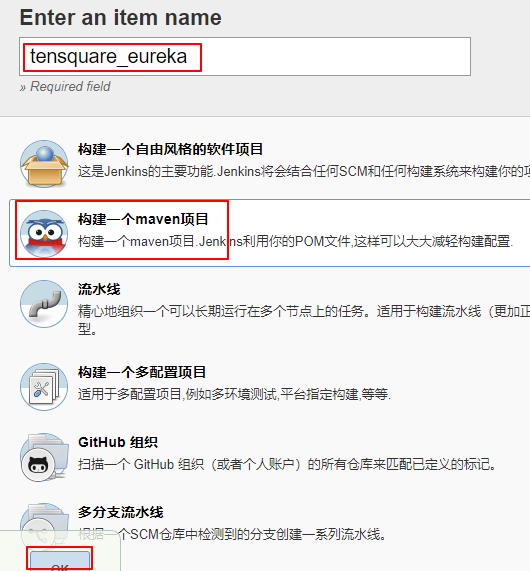 Enter an item name
tensquare_eureka
» Required field
构建一个自由风格的软件项目
这是Jenkins的主要功能.Jenkins将会结合任何SCM和任何构建系统来构建你的项
构建一个maven项目
构建一个maven项目.Jenkins利用你的POM文件,这样可以大大减轻构建配置.
流水线
精心地组织一个可以长期运行在多个节点上的任务。适用于构建流水线（更加正
型。
构建一个多配置项目
适用于多配置项目,例如多环境测试,平台指定构建,等等.
GitHub 组织
扫描一个 GitHub 组织（或者个人账户）的所有仓库来匹配已定义的标记。
多分支流水线
根据一个SCM仓库中检测到的分支创建一系列流水线。
OK